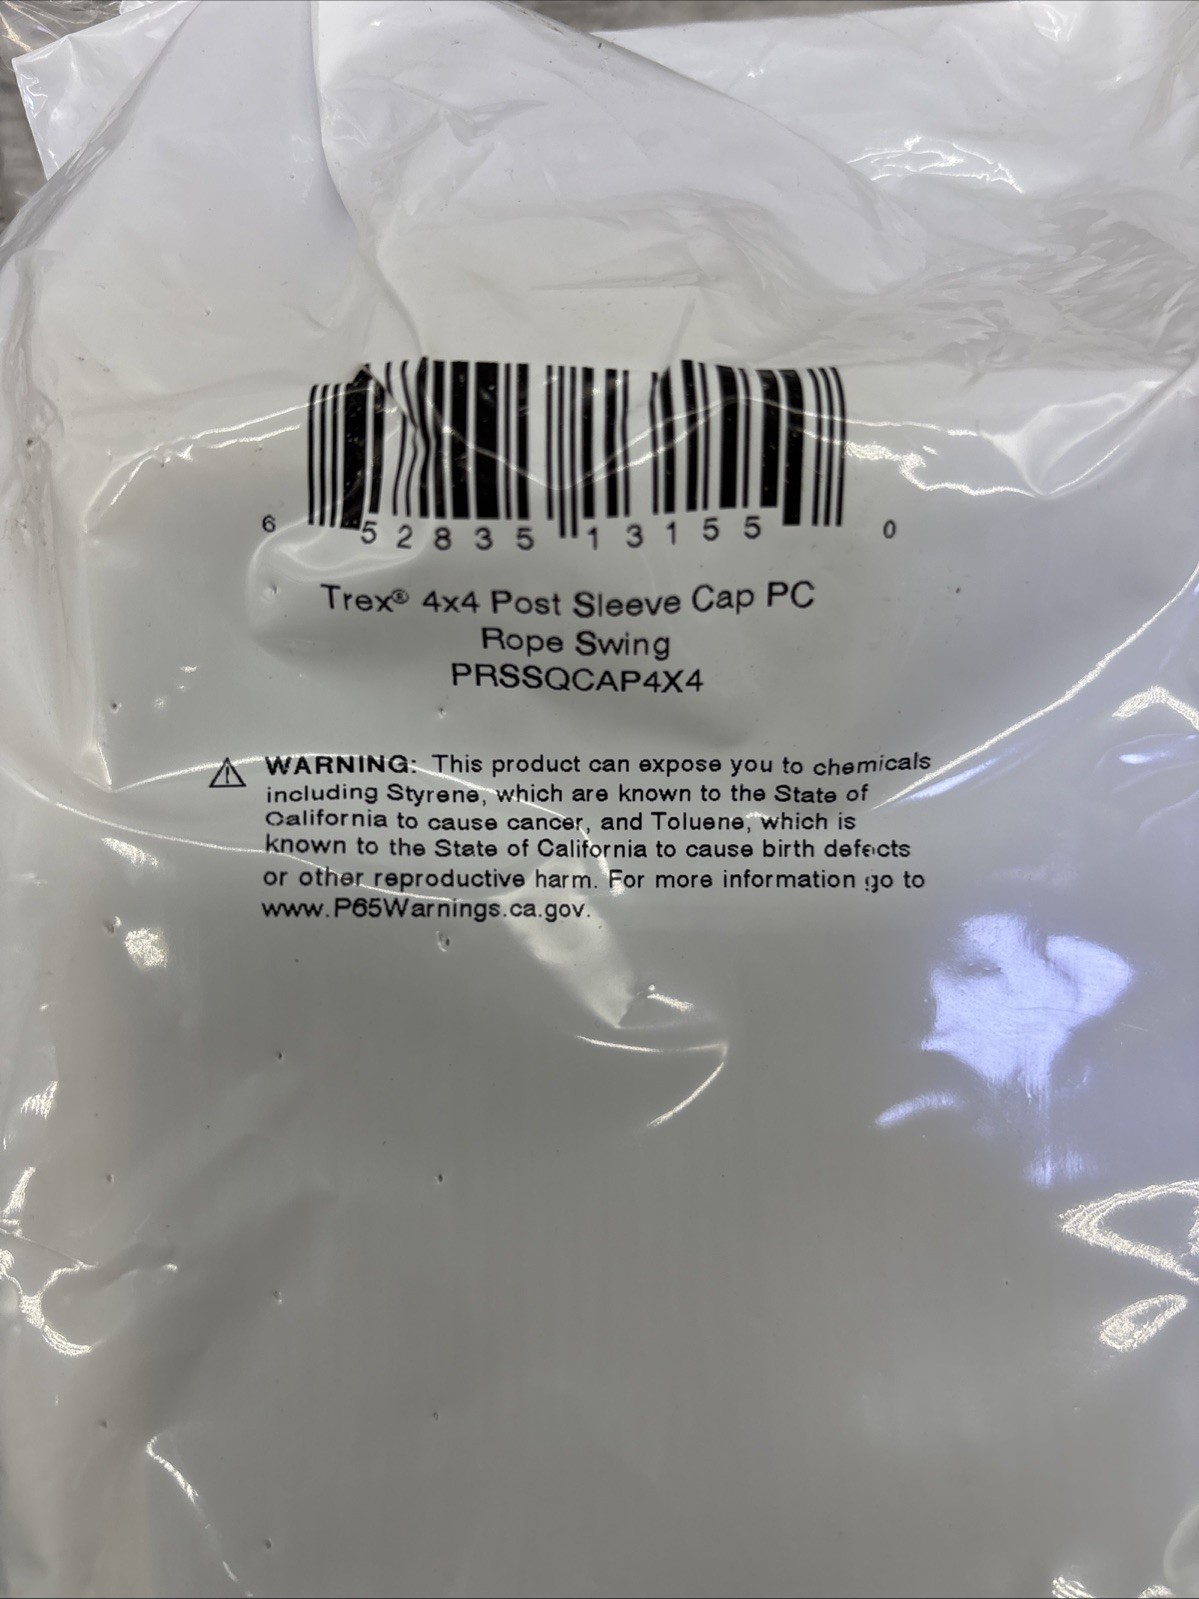 6 52835 13155 0
Trex® 4x4 Post Sleeve Cap PC
Rope Swing
PRSSQCAP4X4
⚠ WARNING: This product can expose you to chemicals
including Styrene, which are known to the State of
California to cause cancer, and Toluene, which is
known to the State of California to cause birth defects
or other reproductive harm. For more information go to
www.P65Warnings.ca.gov.